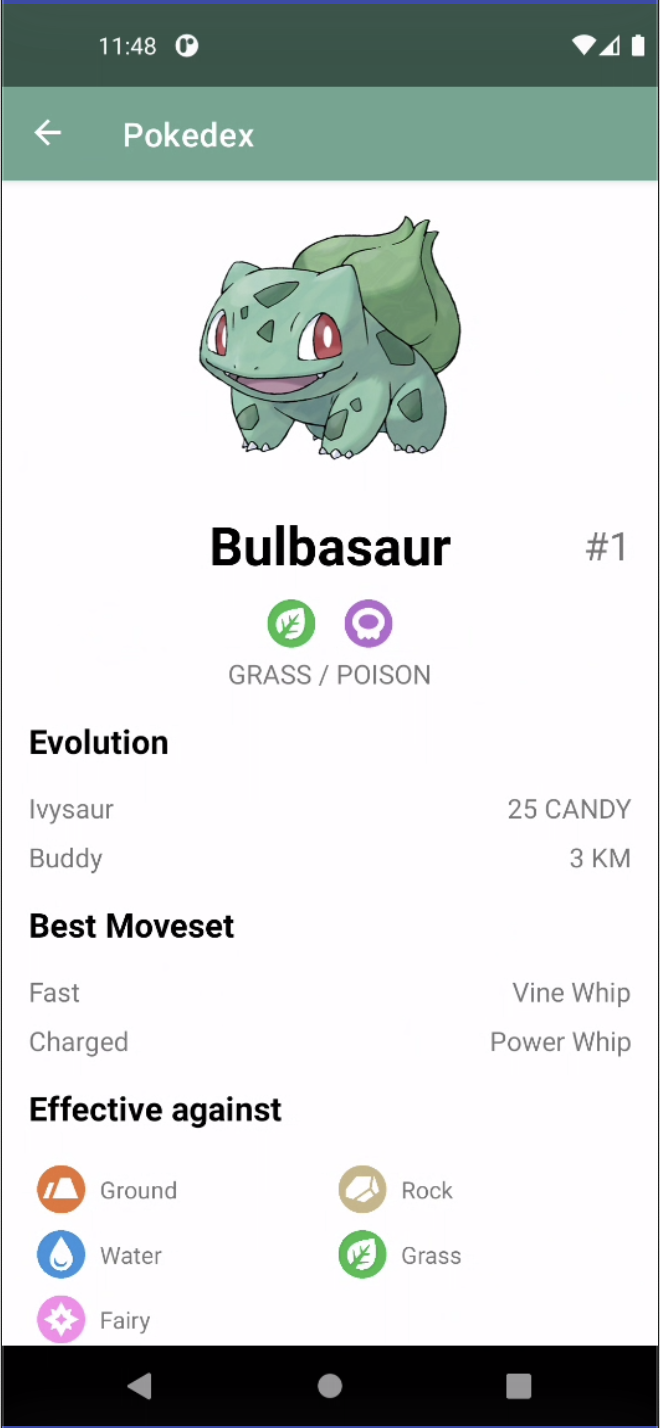 11:48
Pokedex
Bulbasaur #1
GRASS / POISON
Evolution
Ivysaur 25 CANDY
Buddy 3 KM
Best Moveset
Fast Vine Whip
Charged Power Whip
Effective against
Ground Rock
Water Grass
Fairy